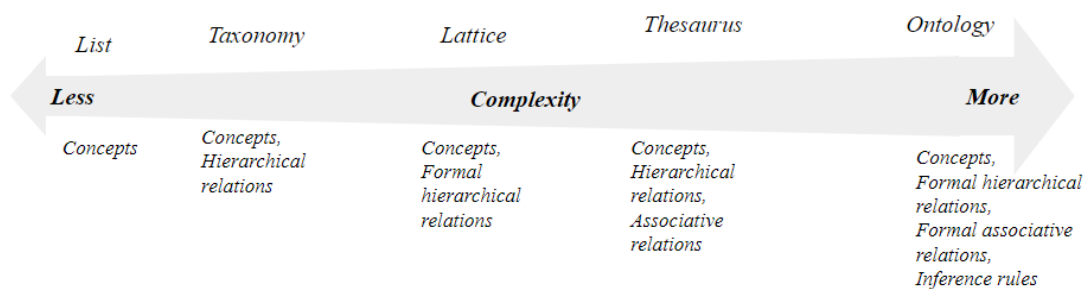 List
Taxonomy
Lattice
Thesaurus
Ontology
Less
Complexity
More
Concepts
Concepts,
Hierarchical
relations
Concepts,
Formal
hierarchical
relations
Concepts,
Hierarchical
relations,
Associative
relations
Concepts,
Formal hierarchical
relations,
Formal associative
relations,
Inference rules